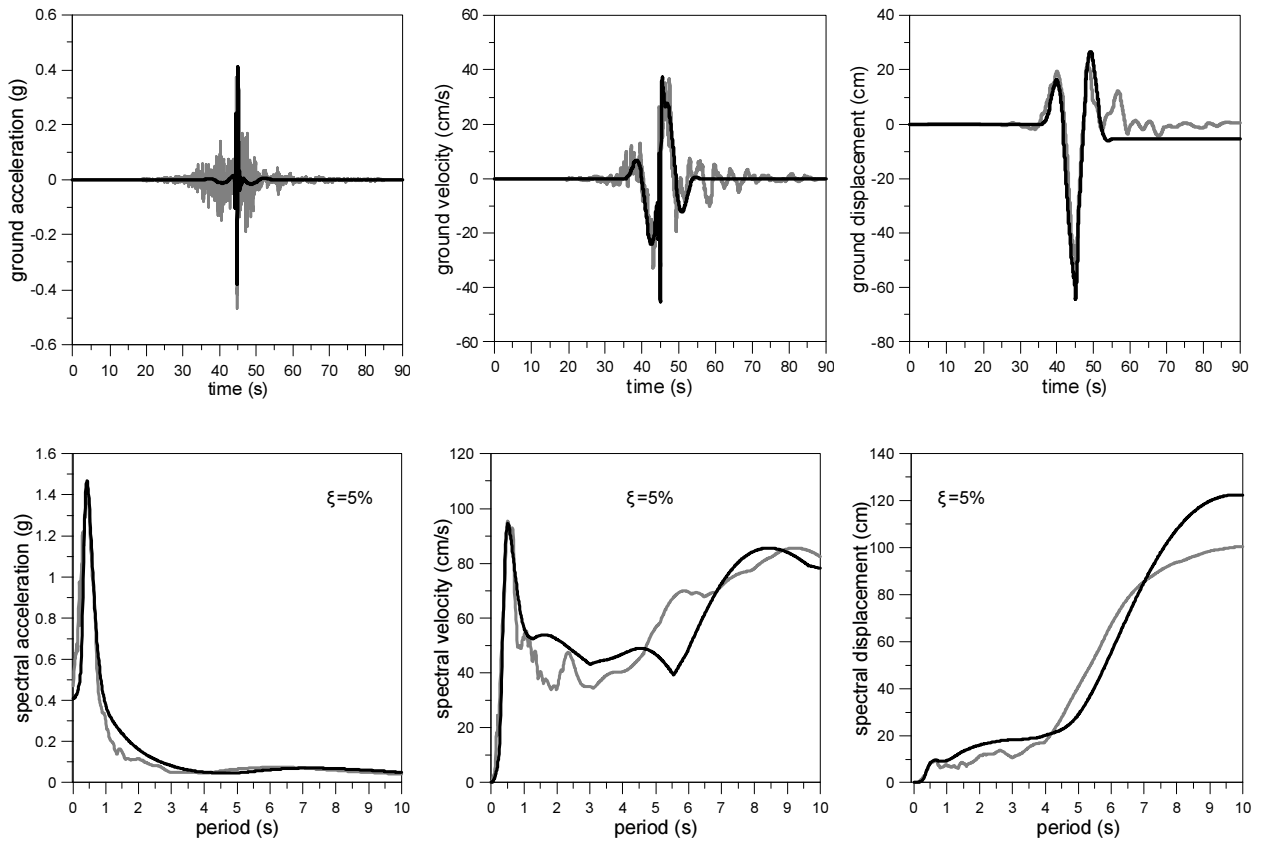 0.6
0.4
0.2
0
-0.2
-0.4
-0.6
ground acceleration (g)
0 10 20 30 40 50 60 70 80 90
time (s)
60
40
20
0
-20
-40
-60
ground velocity (cm/s)
0 10 20 30 40 50 60 70 80 90
time (s)
40
20
0
-20
-40
-60
-80
ground displacement (cm)
0 10 20 30 40 50 60 70 80 90
time (s)
1.6
1.4
1.2
1
0.8
0.6
0.4
0.2
0
spectral acceleration (g)
ξ=5%
0 1 2 3 4 5 6 7 8 9 10
period (s)
120
100
80
60
40
20
0
spectral velocity (cm/s)
ξ=5%
0 1 2 3 4 5 6 7 8 9 10
period (s)
140
120
100
80
60
40
20
0
spectral displacement (cm)
ξ=5%
0 1 2 3 4 5 6 7 8 9 10
period (s)